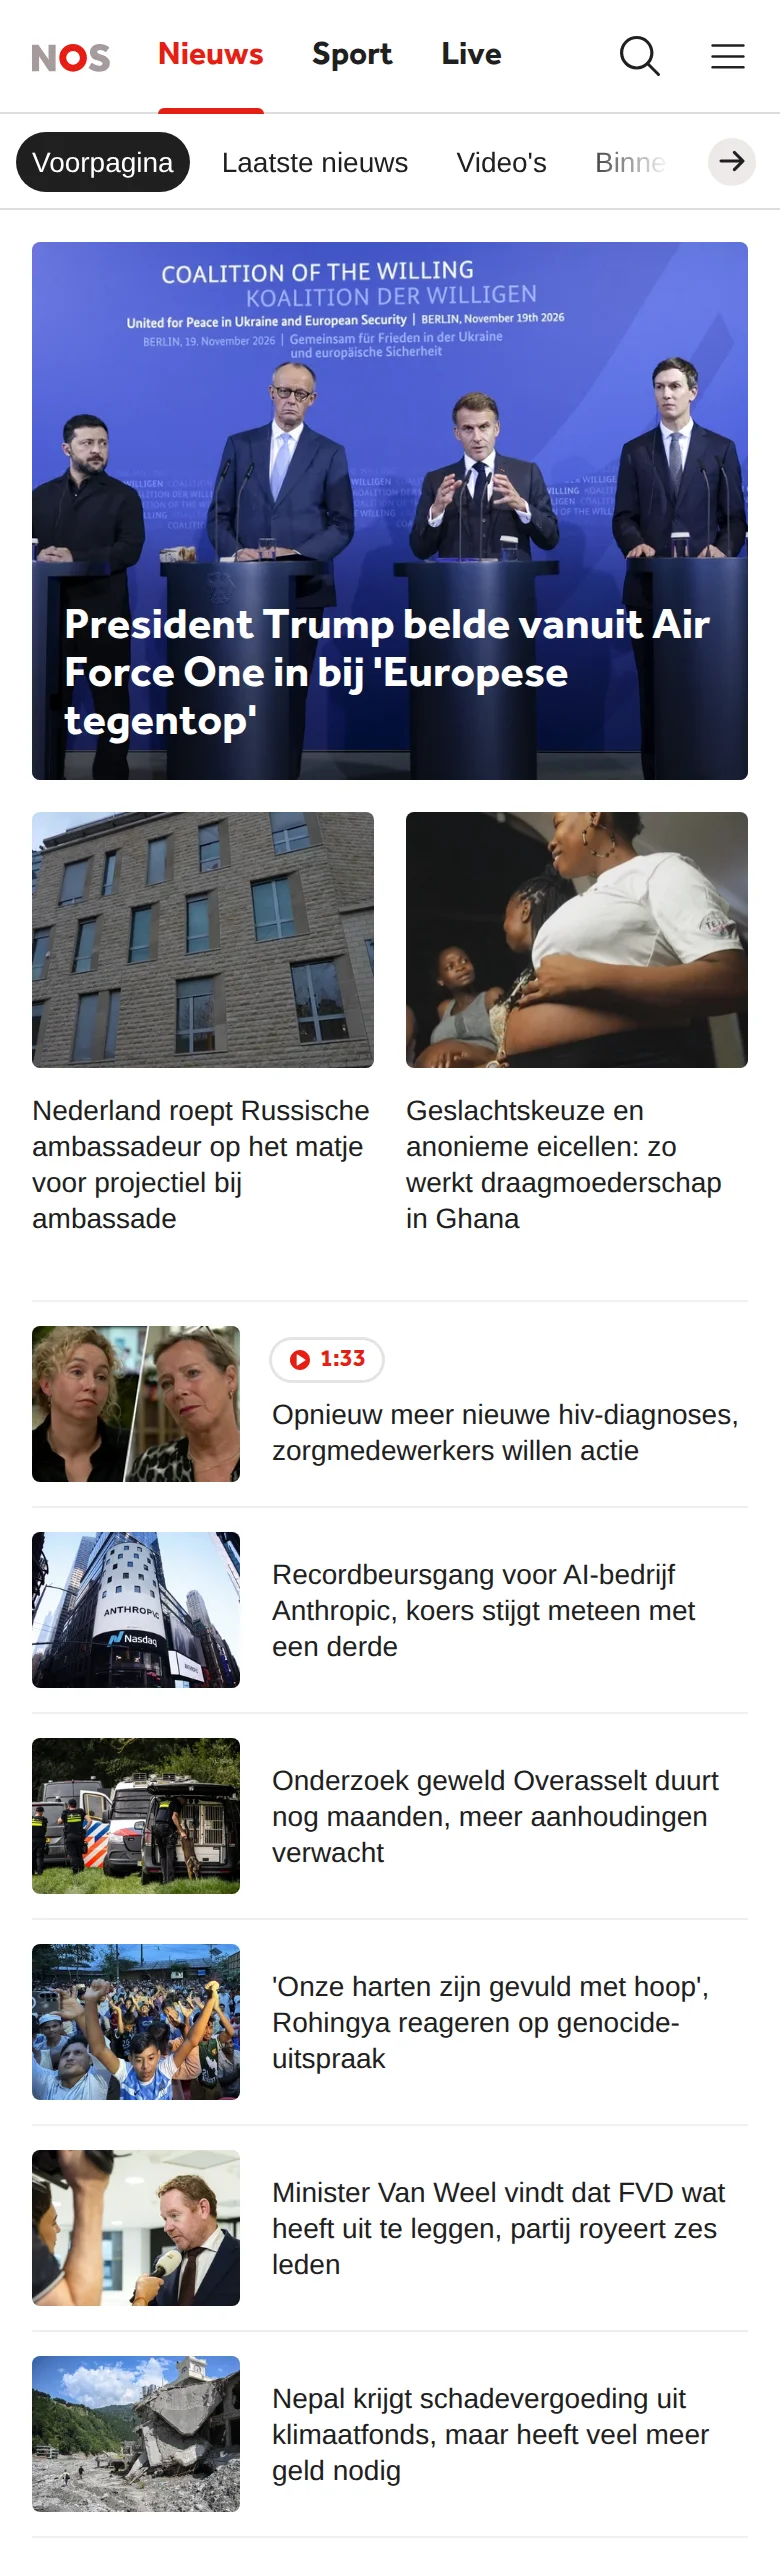 NOS
Nieuws
Sport
Live
Voorpagina
Laatste nieuws
Video's
Binne
COALITION OF THE WILLING
KOALITION DER WILLIGEN
United for Peace in Ukraine and European Security | BERLIN, November 19th 2026
BERLIN, 19. November 2026 | Gemeinsam für Frieden in der Ukraine
und europäische Sicherheit
President Trump belde vanuit Air
Force One in bij 'Europese
tegentop'
Nederland roept Russische
ambassadeur op het matje
voor projectiel bij
ambassade
Geslachtskeuze en
anonieme eicellen: zo
werkt draagmoederschap
in Ghana
1:33
Opnieuw meer nieuwe hiv-diagnoses,
zorgmedewerkers willen actie
ANTHROPIC
Nasdaq
Recordbeursgang voor AI-bedrijf
Anthropic, koers stijgt meteen met
een derde
Onderzoek geweld Overasselt duurt
nog maanden, meer aanhoudingen
verwacht
'Onze harten zijn gevuld met hoop',
Rohingya reageren op genocide-
uitspraak
Minister Van Weel vindt dat FVD wat
heeft uit te leggen, partij royeert zes
leden
Nepal krijgt schadevergoeding uit
klimaatfonds, maar heeft veel meer
geld nodig